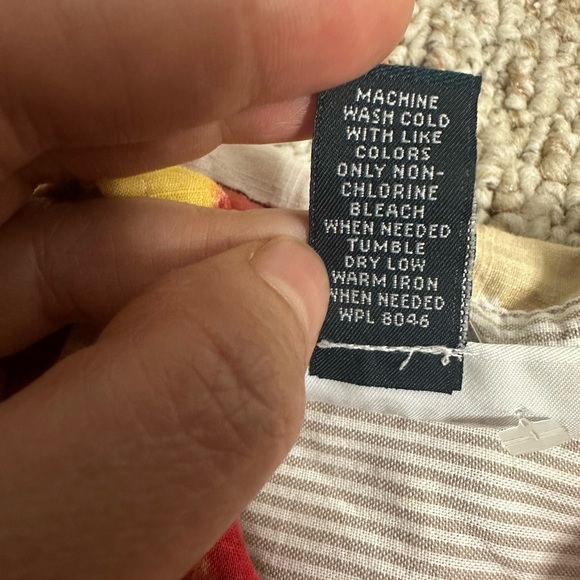 MACHINE
WASH COLD
WITH LIKE
COLORS
ONLY NON-
CHLORINE
BLEACH
WHEN NEEDED
TUMBLE
DRY LOW
WARM IRON
WHEN NEEDED
WPL 8046